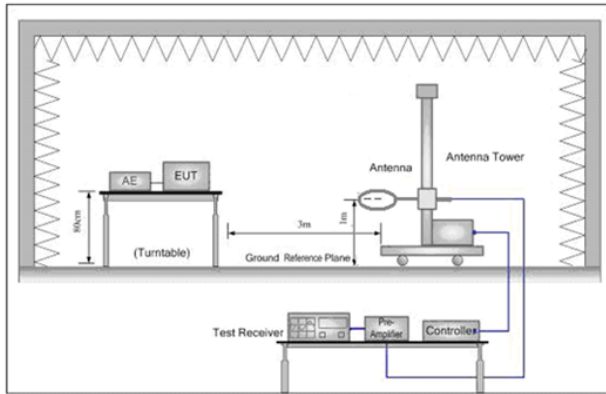 Antenna Tower
Antenna
EUT
AE
80cm
(Turntable)
3m
1m
Ground Reference Plane
Test Receiver
Pre-
Amplifier
Controller